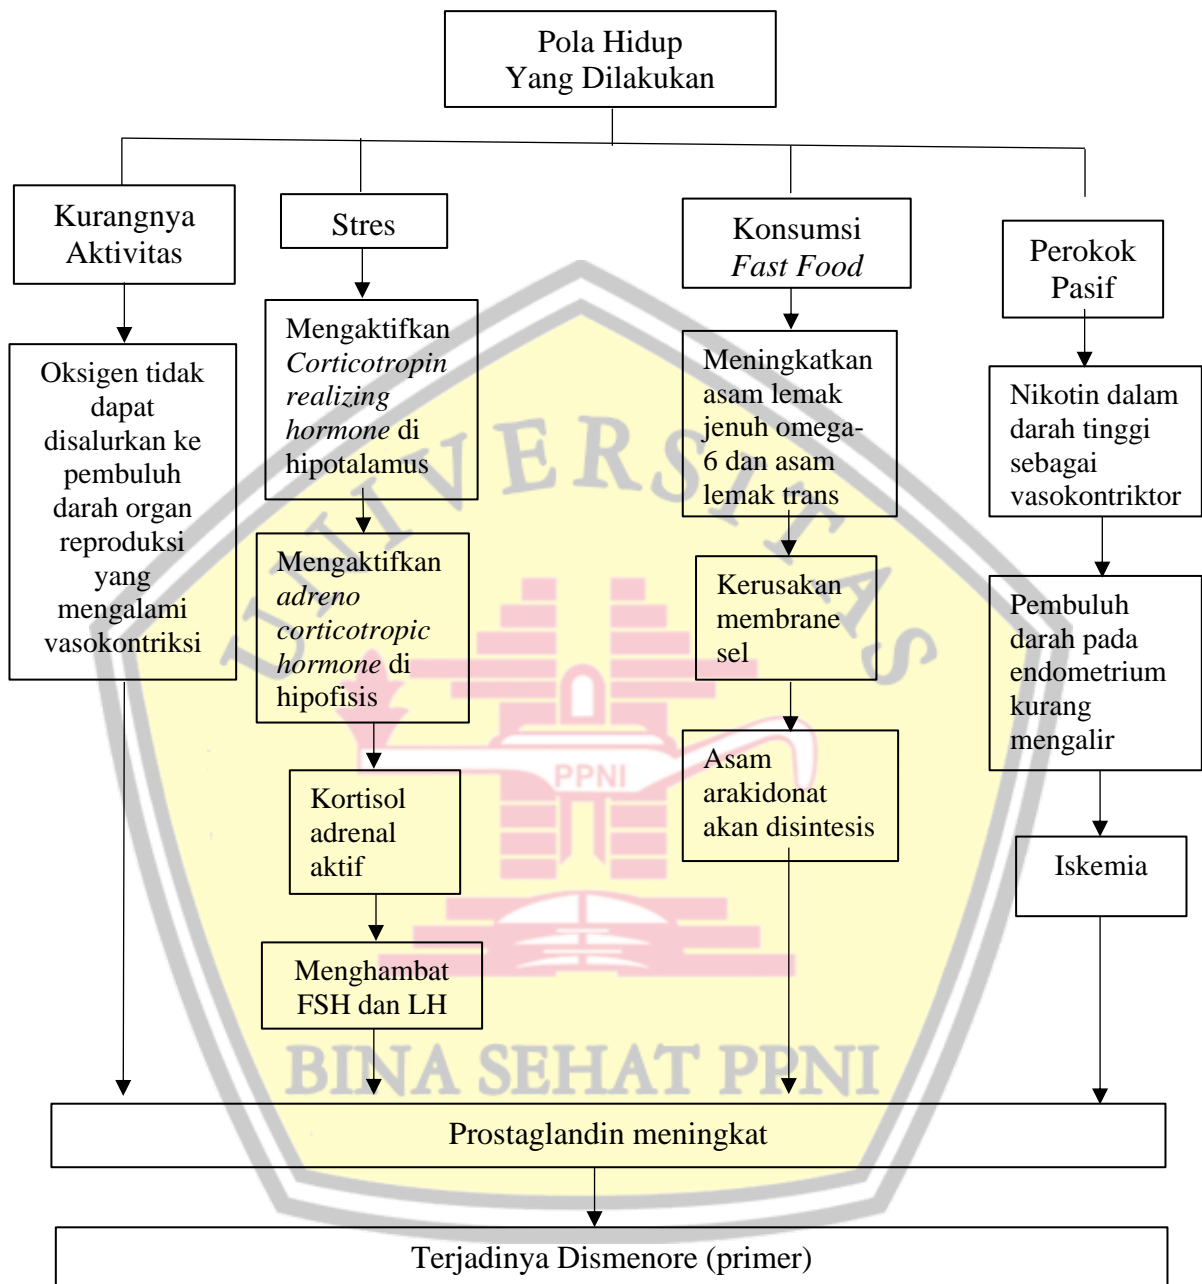 Pola Hidup
Yang Dilakukan
Kurangnya
Aktivitas
Oksigen tidak
dapat
disalurkan ke
pembuluh
darah organ
reproduksi
yang
mengalami
vasokontriksi
Stres
Mengaktifkan
Corticotropin
realizing
hormone di
hipotalamus
Mengaktifkan
adreno
corticotropic
hormone di
hipofisis
Kortisol
adrenal
aktif
Menghambat
FSH dan LH
Konsumsi
Fast Food
Meningkatkan
asam lemak
jenuh omega-
6 dan asam
lemak trans
Kerusakan
membrane
sel
Asam
arakidonat
akan disintesis
Perokok
Pasif
Nikotin dalam
darah tinggi
sebagai
vasokontriktor
Pembuluh
darah pada
endometrium
kurang
mengalir
Iskemia
Prostaglandin meningkat
Terjadinya Dismenore (primer)
UNIVERSITAS
PPNI
BINA SEHAT PPNI